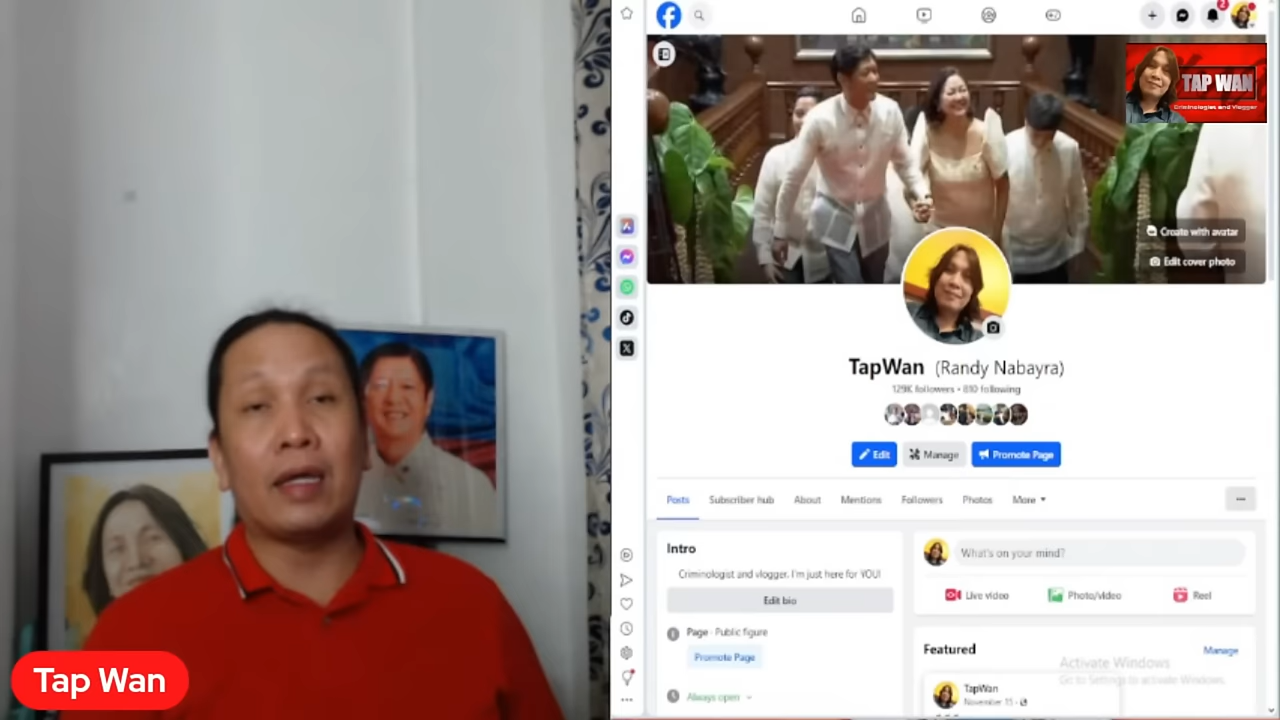 Tap Wan
2
TAP WAN
Criminologist and Vlogger
Create with avatar
Edit cover photo
TapWan (Randy Nabayra)
129K followers • 810 following
Edit
Manage
Promote Page
Posts
Subscriber hub
About
Mentions
Followers
Photos
More
Intro
Criminologist and vlogger. I'm just here for YOU!
Edit bio
Page · Public figure
Promote Page
Always open
What's on your mind?
Live video
Photo/video
Reel
Featured
Manage
TapWan
November 15
Activate Windows
Go to Settings to activate Windows.